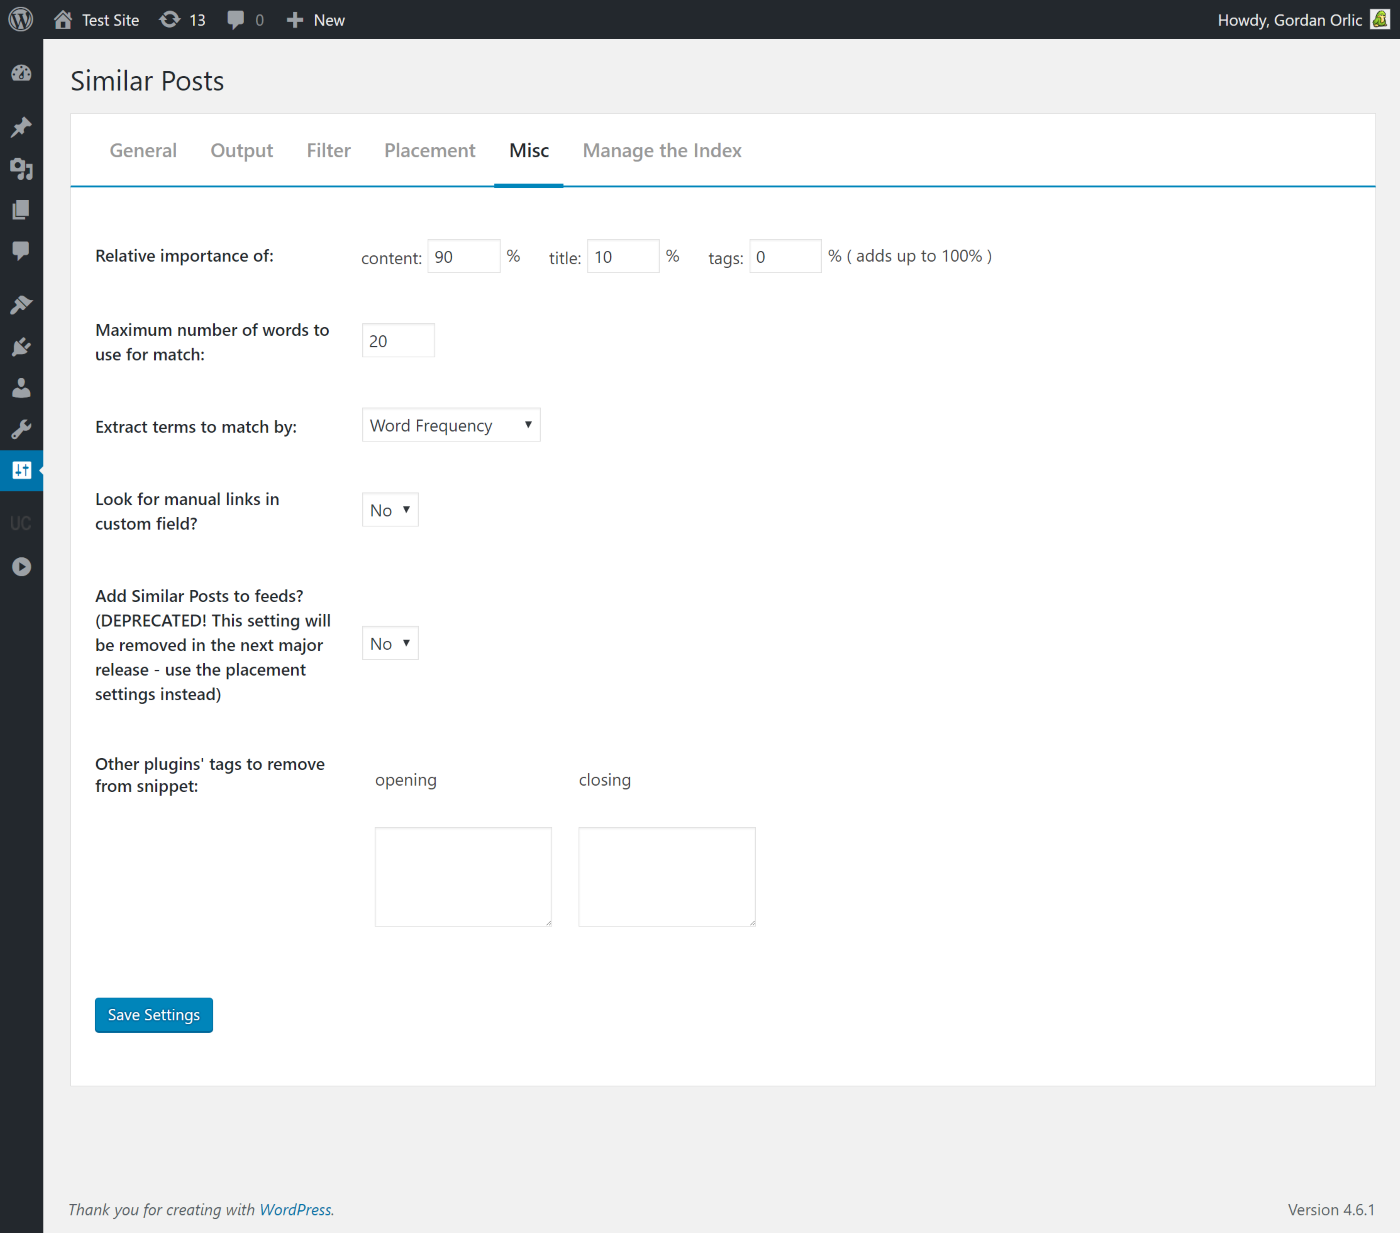 Test Site 13 0 New Howdy, Gordan Orlic
Similar Posts
General Output Filter Placement Misc Manage the Index
Relative importance of: content: 90 % title: 10 % tags: 0 % ( adds up to 100% )
Maximum number of words to
use for match:
20
Extract terms to match by: Word Frequency
Look for manual links in
custom field?
No
Add Similar Posts to feeds?
(DEPRECATED! This setting will
be removed in the next major
release - use the placement
settings instead)
No
Other plugins' tags to remove
from snippet:
opening closing
UC
Save Settings
Thank you for creating with WordPress. Version 4.6.1